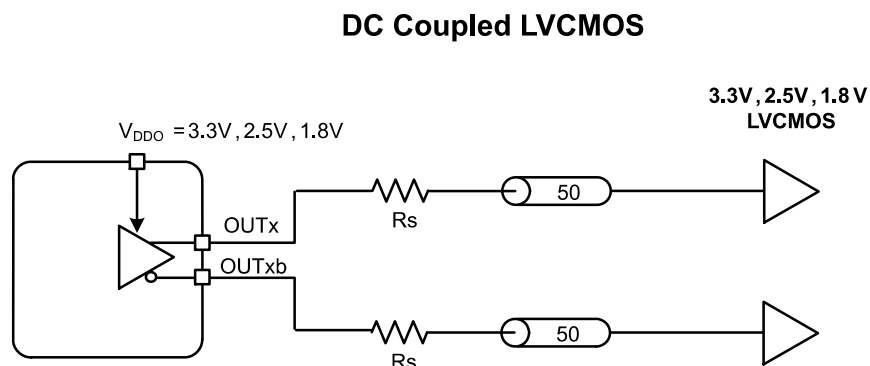 DC Coupled LVCMOS
3.3V, 2.5V, 1.8 V
LVCMOS
VDDO = 3.3V, 2.5V, 1.8V
OUTx
Rs
50
OUTxb
Rs
50